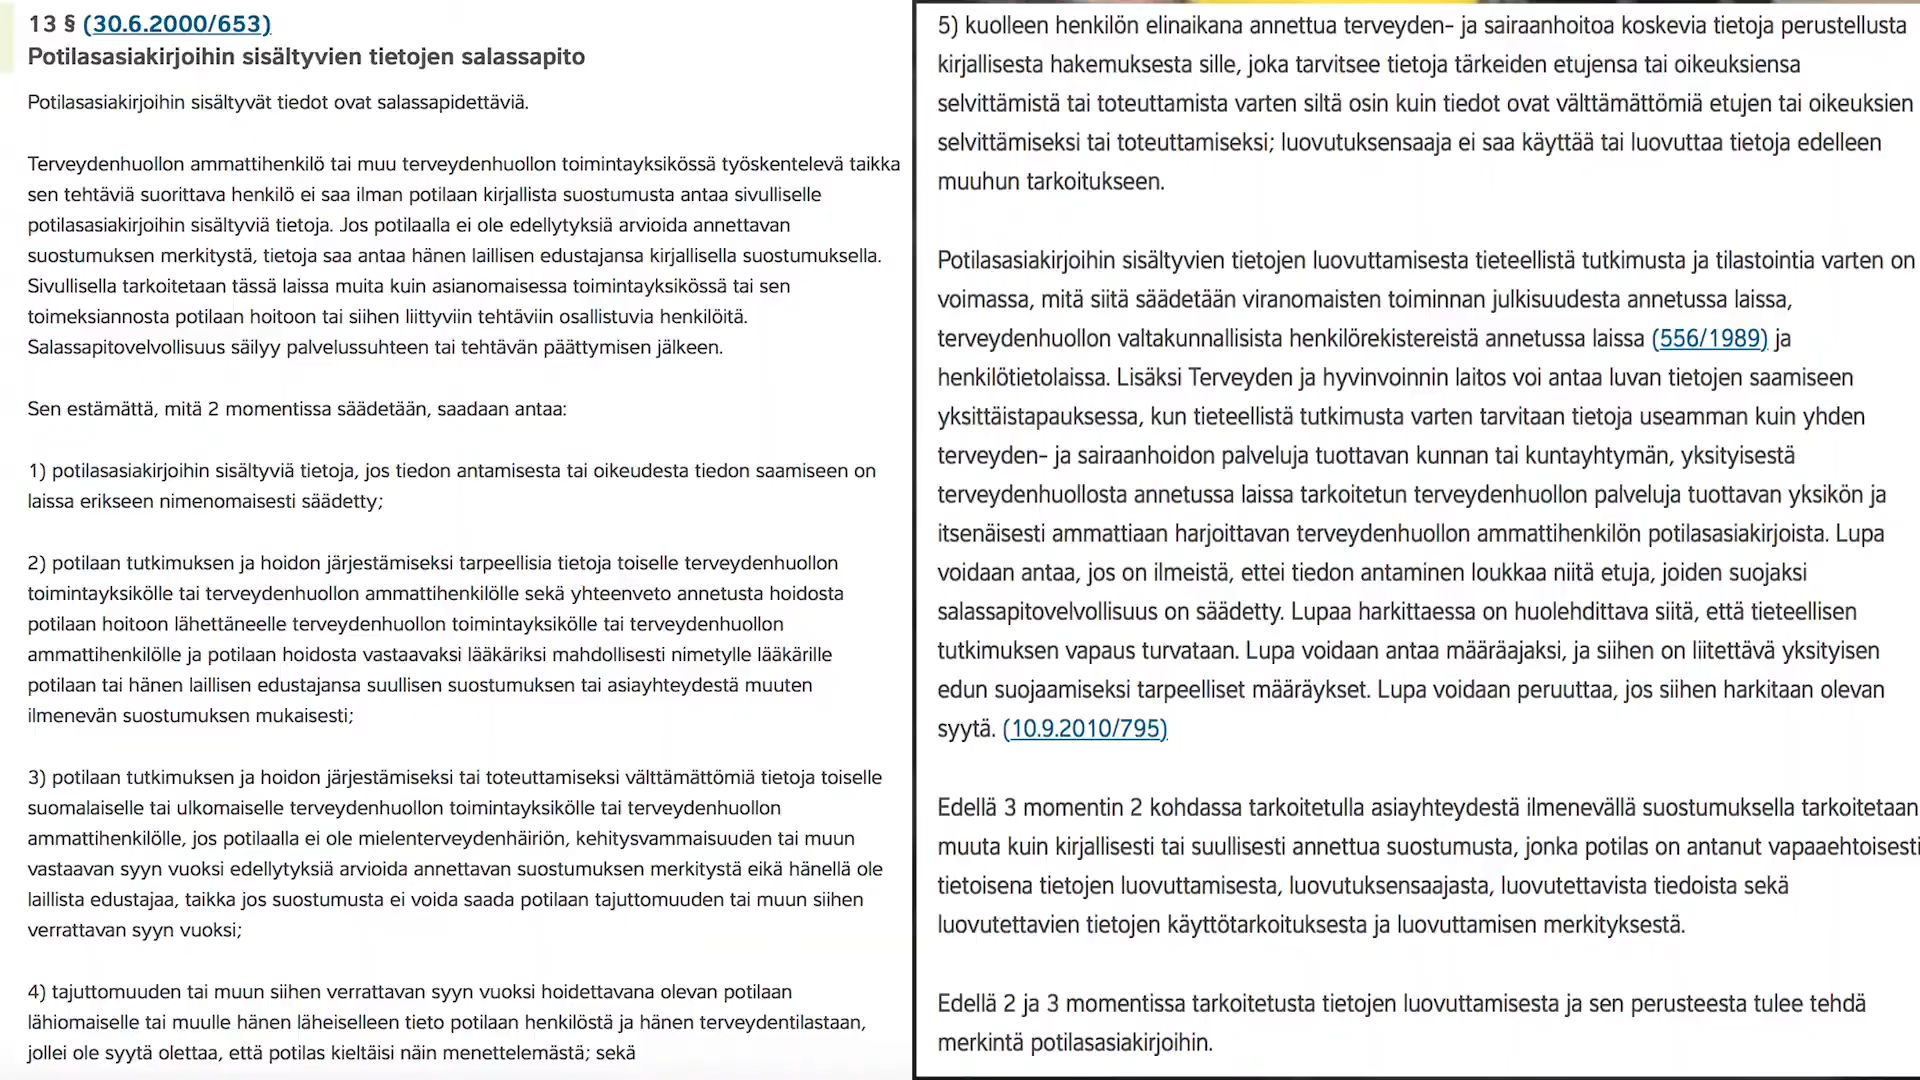 13 § (30.6.2000/653)
Potilasasiakirjoihin sisältyvien tietojen salassapito
Potilasasiakirjoihin sisältyvät tiedot ovat salassapidettäviä.
Terveydenhuollon ammattihenkilö tai muu terveydenhuollon toimintayksikössä työskentelevä taikka
sen tehtäviä suorittava henkilö ei saa ilman potilaan kirjallista suostumusta antaa sivulliselle
potilasasiakirjoihin sisältyviä tietoja. Jos potilaalla ei ole edellytyksiä arvioida annettavan
suostumuksen merkitystä, tietoja saa antaa hänen laillisen edustajansa kirjallisella suostumuksella.
Sivullisella tarkoitetaan tässä laissa muita kuin asianomaisessa toimintayksikössä tai sen
toimeksiannosta potilaan hoitoon tai siihen liittyviin tehtäviin osallistuvia henkilöitä.
Salassapitovelvollisuus säilyy palvelussuhteen tai tehtävän päättymisen jälkeen.
Sen estämättä, mitä 2 momentissa säädetään, saadaan antaa:
1) potilasasiakirjoihin sisältyviä tietoja, jos tiedon antamisesta tai oikeudesta tiedon saamiseen on
laissa erikseen nimenomaisesti säädetty;
2) potilaan tutkimuksen ja hoidon järjestämiseksi tarpeellisia tietoja toiselle terveydenhuollon
toimintayksikölle tai terveydenhuollon ammattihenkilölle sekä yhteenveto annetusta hoidosta
potilaan hoitoon lähettäneelle terveydenhuollon toimintayksikölle tai terveydenhuollon
ammattihenkilölle ja potilaan hoidosta vastaavaksi lääkäriksi mahdollisesti nimetylle lääkärille
potilaan tai hänen laillisen edustajansa suullisen suostumuksen tai asiayhteydestä muuten
ilmenevän suostumuksen mukaisesti;
3) potilaan tutkimuksen ja hoidon järjestämiseksi tai toteuttamiseksi välttämättömiä tietoja toiselle
suomalaiselle tai ulkomaiselle terveydenhuollon toimintayksikölle tai terveydenhuollon
ammattihenkilölle, jos potilaalla ei ole mielenterveydenhäiriön, kehitysvammaisuuden tai muun
vastaavan syyn vuoksi edellytyksiä arvioida annettavan suostumuksen merkitystä eikä hänellä ole
laillista edustajaa, taikka jos suostumusta ei voida saada potilaan tajuttomuuden tai muun siihen
verrattavan syyn vuoksi;
4) tajuttomuuden tai muun siihen verrattavan syyn vuoksi hoidettavana olevan potilaan
lähiomaiselle tai muulle hänen läheiselleen tieto potilaan henkilöstä ja hänen terveydentilastaan,
jollei ole syytä olettaa, että potilas kieltäisi näin menettelemästä; sekä
5) kuolleen henkilön elinaikana annettua terveyden- ja sairaanhoitoa koskevia tietoja perustellusta
kirjallisesta hakemuksesta sille, joka tarvitsee tietoja tärkeiden etujensa tai oikeuksiensa
selvittämistä tai toteuttamista varten siltä osin kuin tiedot ovat välttämättömiä etujen tai oikeuksien
selvittämiseksi tai toteuttamiseksi; luovutuksensaaja ei saa käyttää tai luovuttaa tietoja edelleen
muuhun tarkoitukseen.
Potilasasiakirjoihin sisältyvien tietojen luovuttamisesta tieteellistä tutkimusta ja tilastointia varten on
voimassa, mitä siitä säädetään viranomaisten toiminnan julkisuudesta annetussa laissa,
terveydenhuollon valtakunnallisista henkilörekistereistä annetussa laissa (556/1989) ja
henkilötietolaissa. Lisäksi Terveyden ja hyvinvoinnin laitos voi antaa luvan tietojen saamiseen
yksittäistapauksessa, kun tieteellistä tutkimusta varten tarvitaan tietoja useamman kuin yhden
terveyden- ja sairaanhoidon palveluja tuottavan kunnan tai kuntayhtymän, yksityisestä
terveydenhuollosta annetussa laissa tarkoitetun terveydenhuollon palveluja tuottavan yksikön ja
itsenäisesti ammattiaan harjoittavan terveydenhuollon ammattihenkilön potilasasiakirjoista. Lupa
voidaan antaa, jos on ilmeistä, ettei tiedon antaminen loukkaa niitä etuja, joiden suojaksi
salassapitovelvollisuus on säädetty. Lupaa harkittaessa on huolehdittava siitä, että tieteellisen
tutkimuksen vapaus turvataan. Lupa voidaan antaa määräajaksi, ja siihen on liitettävä yksityisen
edun suojaamiseksi tarpeelliset määräykset. Lupa voidaan peruuttaa, jos siihen harkitaan olevan
syytä. (10.9.2010/795)
Edellä 3 momentin 2 kohdassa tarkoitetulla asiayhteydestä ilmenevällä suostumuksella tarkoitetaan
muuta kuin kirjallisesti tai suullisesti annettua suostumusta, jonka potilas on antanut vapaaehtoisesti
tietoisena tietojen luovuttamisesta, luovutuksensaajasta, luovutettavista tiedoista sekä
luovutettavien tietojen käyttötarkoituksesta ja luovuttamisen merkityksestä.
Edellä 2 ja 3 momentissa tarkoitetusta tietojen luovuttamisesta ja sen perusteesta tulee tehdä
merkintä potilasasiakirjoihin.